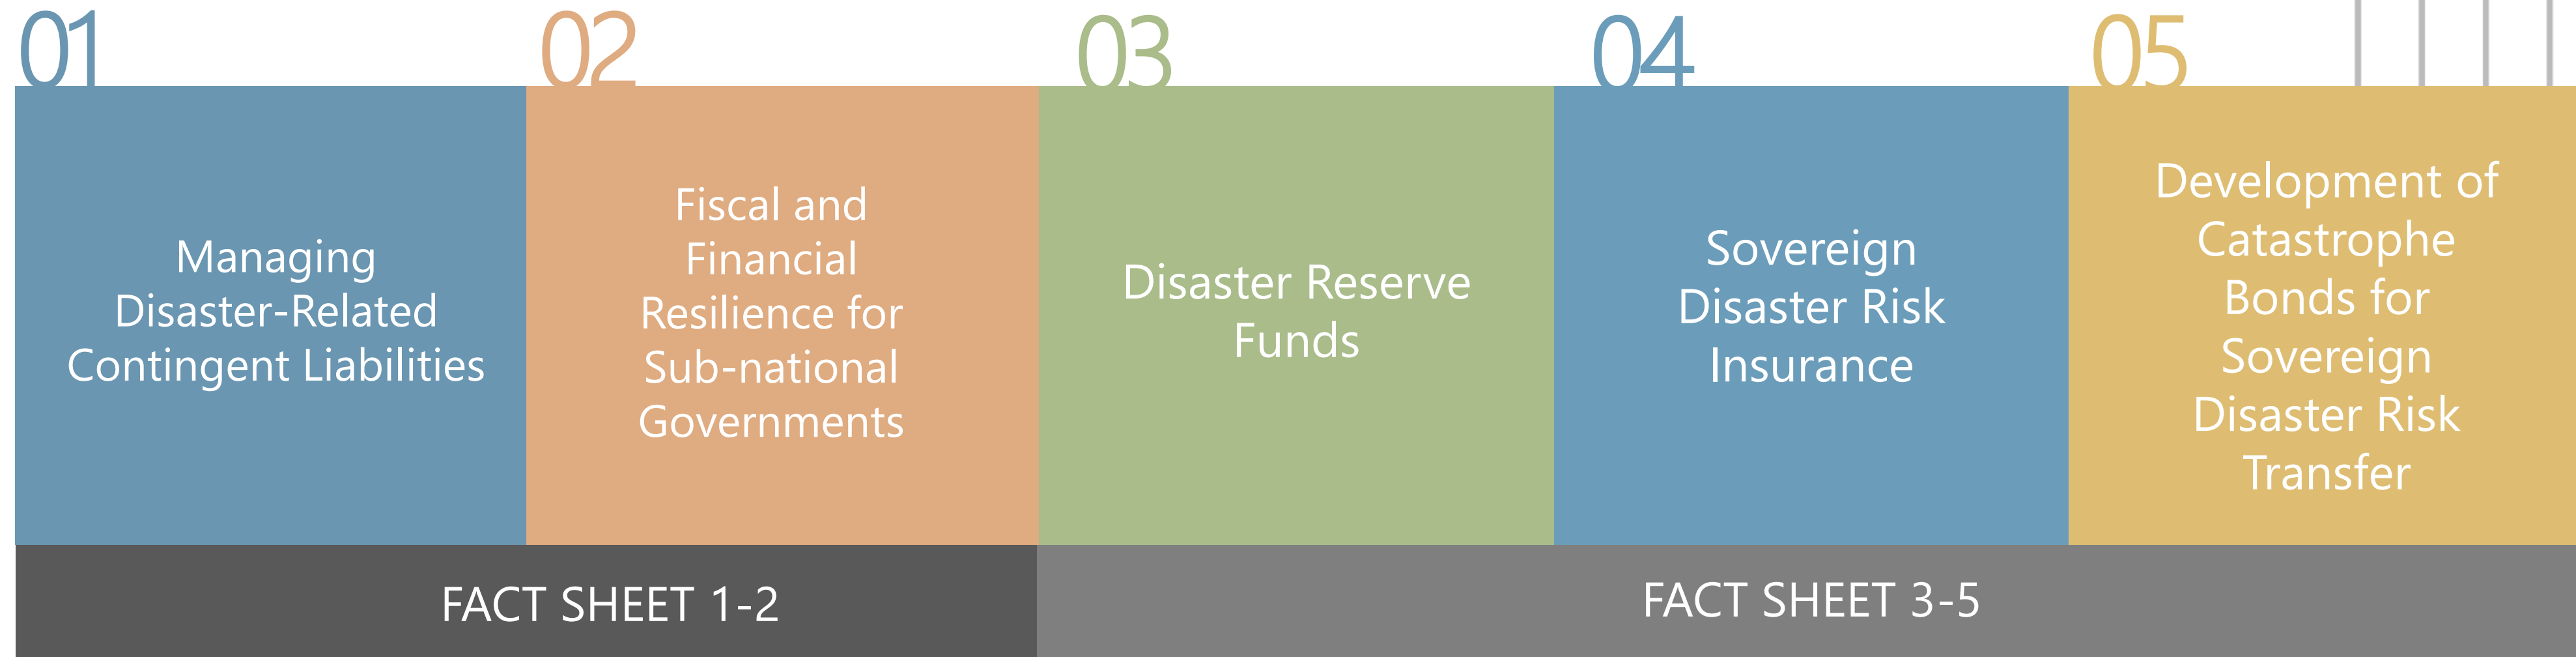 01
Managing
Disaster-Related
Contingent Liabilities
02
Fiscal and
Financial
Resilience for
Sub-national
Governments
03
Disaster Reserve
Funds
04
Sovereign
Disaster Risk
Insurance
05
Development of
Catastrophe
Bonds for
Sovereign
Disaster Risk
Transfer
FACT SHEET 1-2
FACT SHEET 3-5